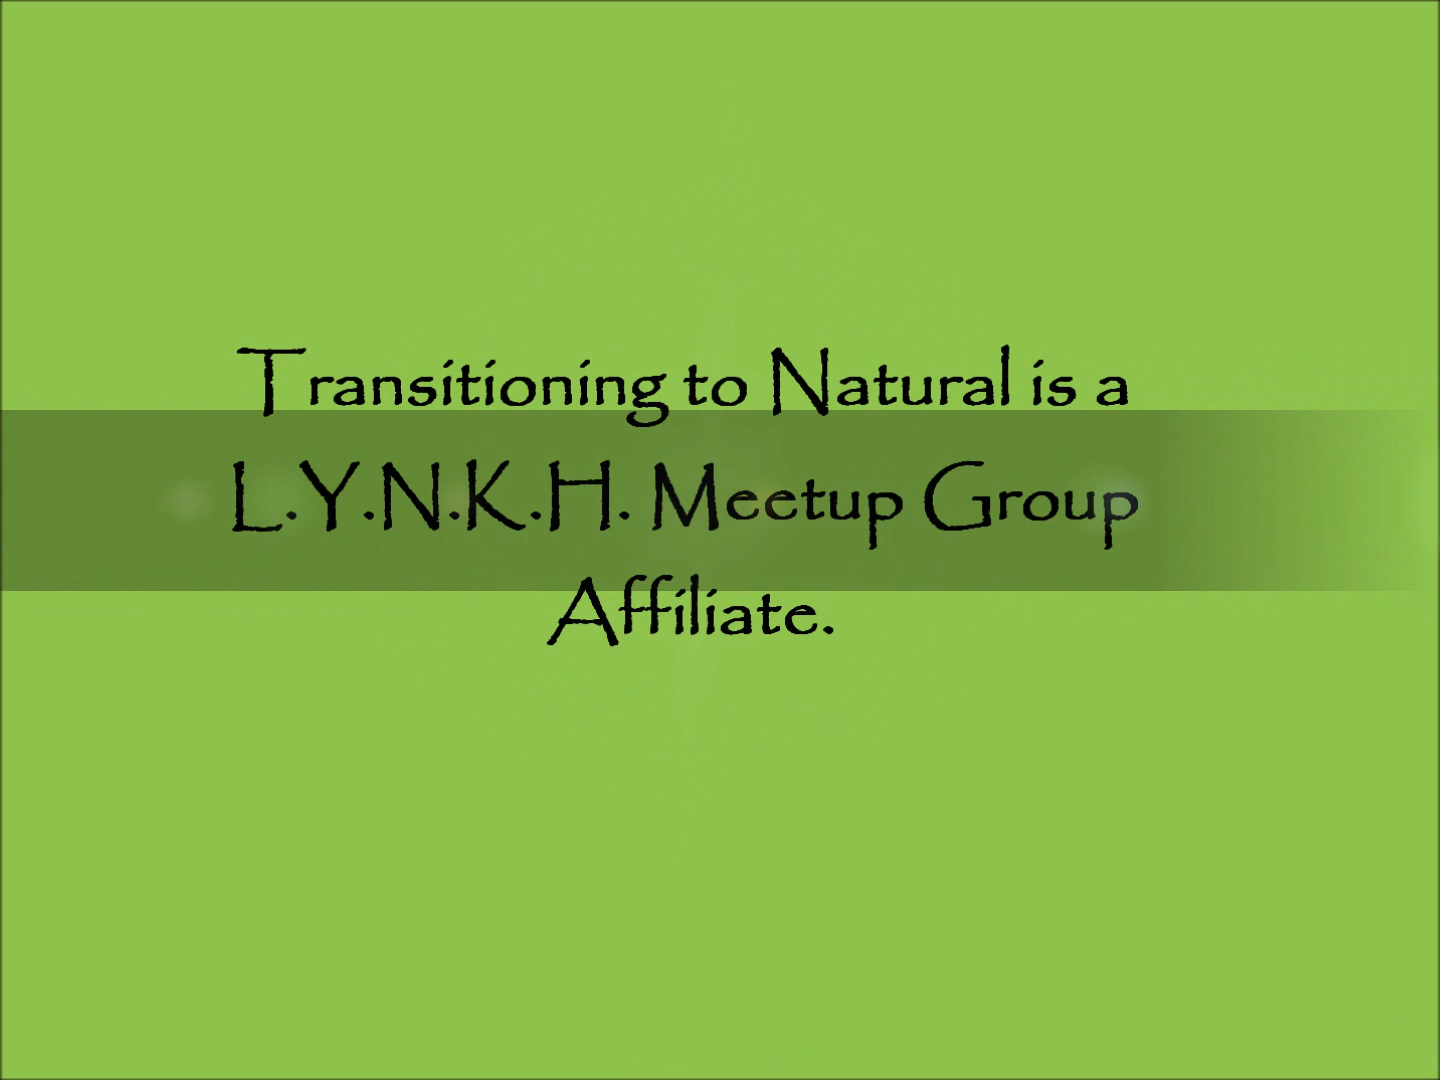 Transitioning to Natural is a
L.Y.N.K.H. Meetup Group
Affiliate.